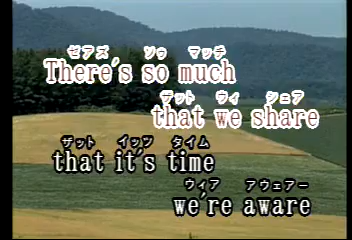 ゼアズ ソゥ マッチ
There's so much
ザット ウィ シェア
that we share
ザット イッツ タイム
that it's time
ウィア アウェアー
we're aware